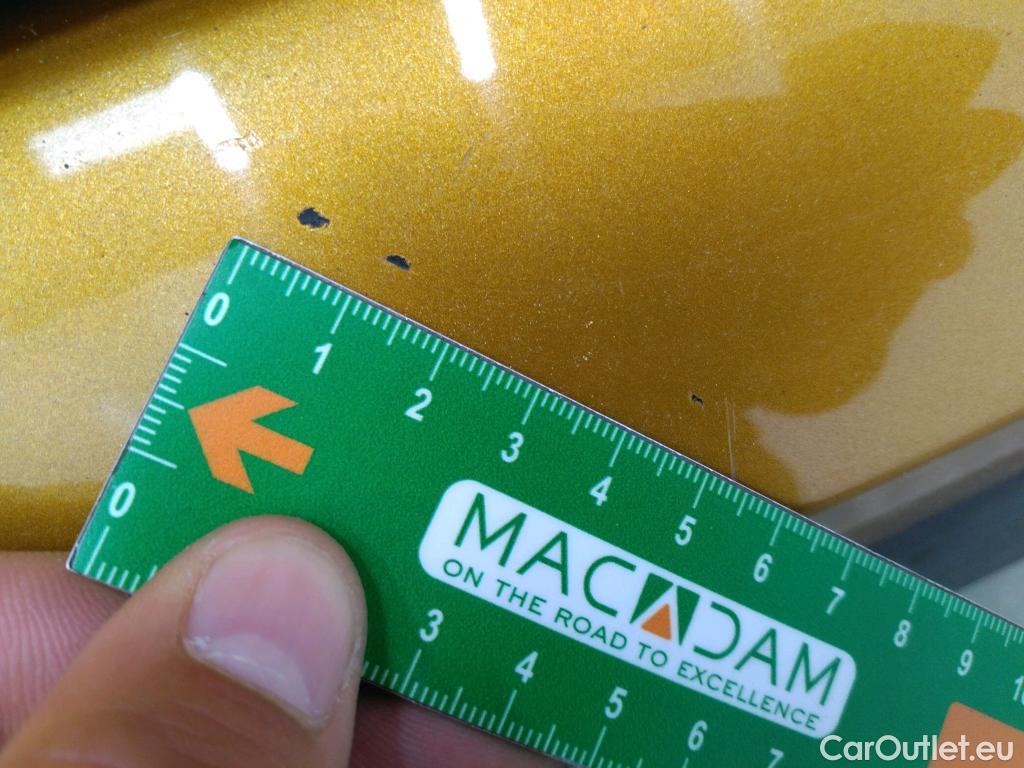 0 1 2 3 4 5 6 7 8 9
0
MACADAM
ON THE ROAD TO EXCELLENCE
3 4 5 6 7
CarOutlet.eu